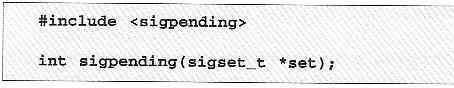 #include <sigpending>
int sigpending(sigset_t *set);